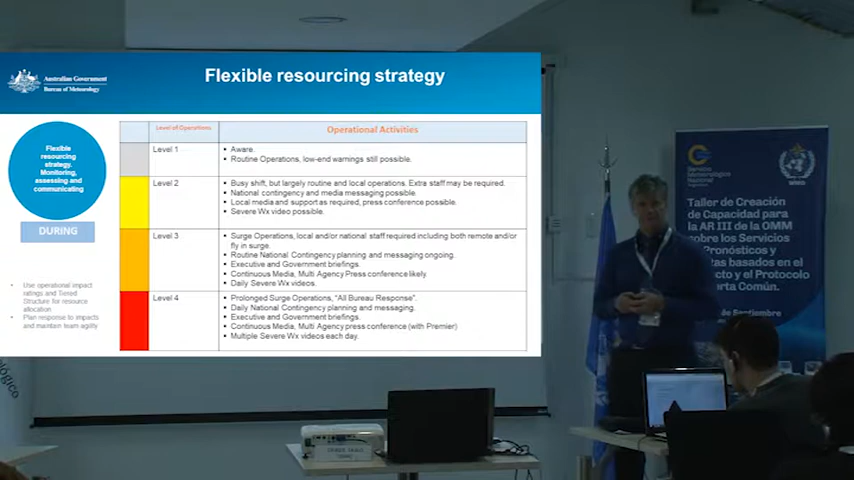 Australian Government
Bureau of Meteorology
Flexible resourcing strategy
Flexible
resourcing
strategy.
Monitoring,
assessing and
communicating
DURING
Use operational impact
ratings and Tiered
Structure for resource
allocation.
Plan response to impacts
and maintain team agility
Level of Operations
Operational Activities
Level 1
Aware.
Routine Operations, low-end warnings still possible.
Level 2
Busy shift, but largely routine and local operations. Extra staff may be required.
National contingency and media messaging possible.
Local media and support as required, press conference possible.
Severe Wx video possible.
Level 3
Surge Operations, local and/or national staff required including both remote and/or
fly in surge.
Routine National Contingency planning and messaging ongoing.
Executive and Government briefings.
Continuous Media, Multi Agency Press conference likely.
Daily Severe Wx videos.
Level 4
Prolonged Surge Operations, "All Bureau Response".
Daily National Contingency planning and messaging.
Executive and Government briefings.
Continuous Media, Multi Agency press conference (with Premier)
Multiple Severe Wx videos each day.
Servicio
Meteorológico
Nacional
WMO
Taller de Creación
de Capacidad para
la AR III de la OMM
sobre los Servicios
Pronósticos y
basados en el
cto y el Protocolo
erta Común.
de Septiembre
ológico